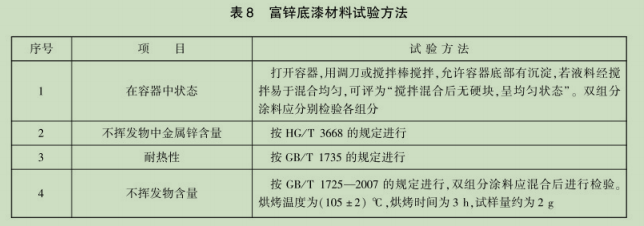 表8 富锌底漆材料试验方法
序号 项 目 试验方法
1 在容器中状态 打开容器,用调刀或搅拌棒搅拌,允许容器底部有沉淀,若液料经搅
拌易于混合均匀,可评为“搅拌混合后无硬块,呈均匀状态”。双组分
涂料应分别检验各组分
2 不挥发物中金属锌含量 按 HG/T 3668 的规定进行
3 耐热性 按 GB/T 1735 的规定进行
4 不挥发物含量 按 GB/T 1725—2007 的规定进行,双组分涂料应混合后进行检验。
烘烤温度为(105±2) ℃,烘烤时间为 3 h,试样量约为 2 g